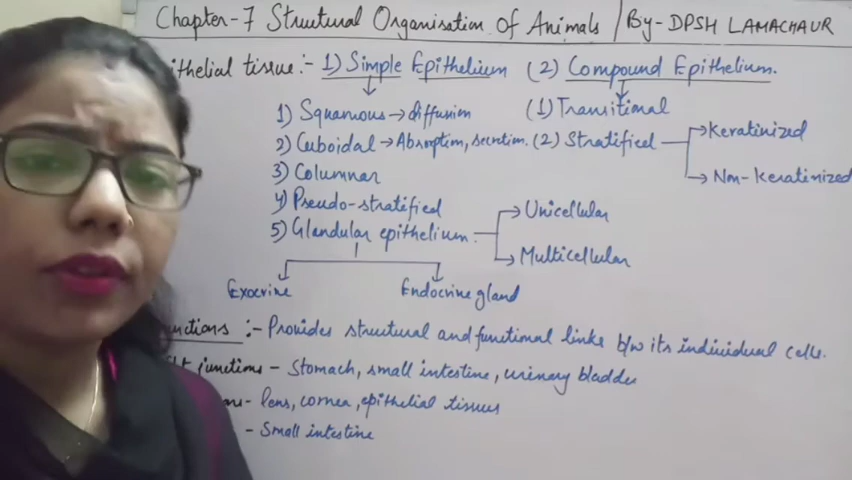 Chapter-7 Structural Organisation of Animals / By- DPSH LAMACHAUR
ithelial tissue:- 1) Simple Epithelium (2) Compound Epithelium.
1) Squamous → diffusion (1) Transitional
2) Cuboidal → Absorption, secretion. (2) Stratified → Keratinized
3) Columnar → Non-Keratinized
4) Pseudo-stratified → Unicellular
5) Glandular epithelium. → Multicellular
Exocrine Endocrine gland
unctions :- Provides structural and functional links b/w its individual cells.
junctions - Stomach, small intestine, urinary bladder
- lens, cornea, epithelial tissues
- Small intestine